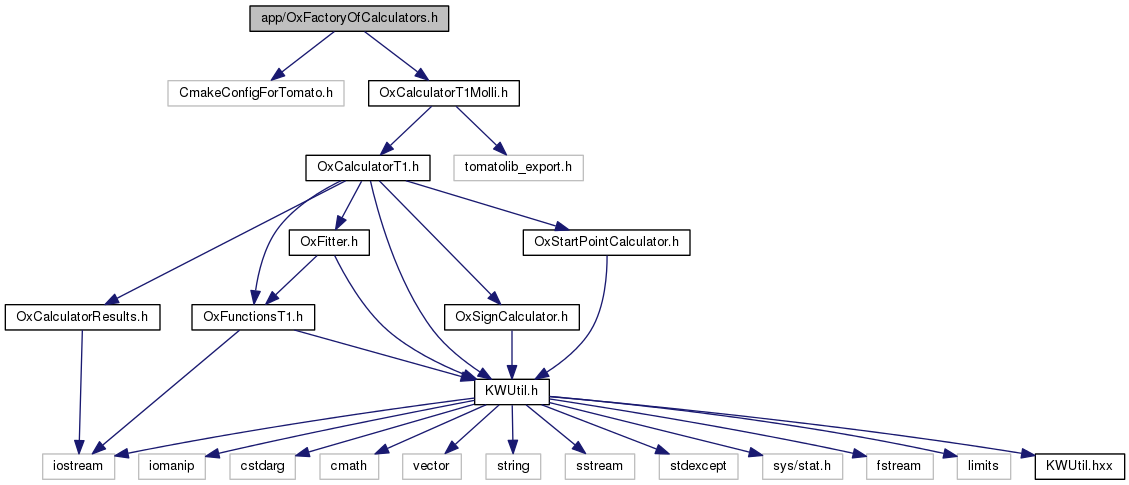 app/OxFactoryOfCalculators.h
CmakeConfigForTomato.h
OxCalculatorT1Molli.h
OxCalculatorT1.h
tomatolib_export.h
OxFitter.h
OxStartPointCalculator.h
OxCalculatorResults.h
OxFunctionsT1.h
OxSignCalculator.h
KWUtil.h
iostream
iomanip
cstdarg
cmath
vector
string
sstream
stdexcept
sys/stat.h
fstream
limits
KWUtil.hxx